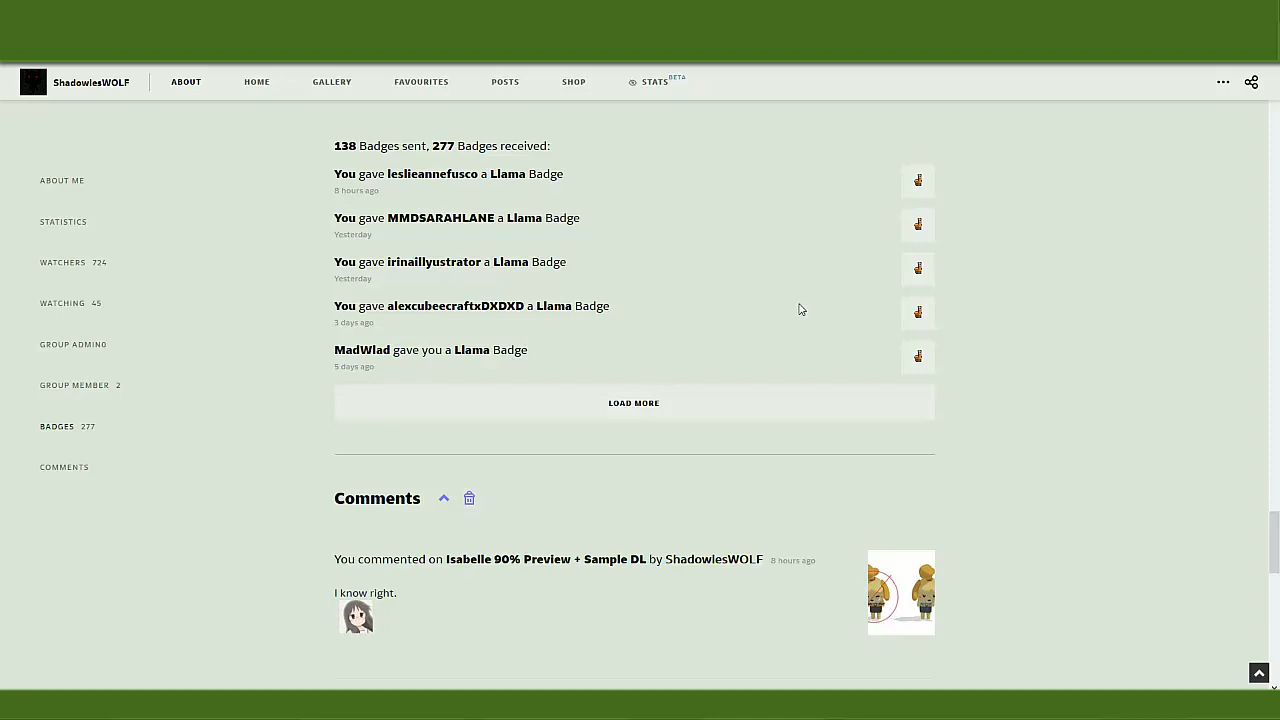 ShadowlesWOLF ABOUT HOME GALLERY FAVOURITES POSTS SHOP STATS BETA
ABOUT ME
STATISTICS
WATCHERS 724
WATCHING 45
GROUP ADMIN0
GROUP MEMBER 2
BADGES 277
COMMENTS
138 Badges sent, 277 Badges received:
You gave leslieannefusco a Llama Badge
8 hours ago
You gave MMDSARAHLANE a Llama Badge
Yesterday
You gave irinaillyustrator a Llama Badge
Yesterday
You gave alexcubeecraftxDXDXD a Llama Badge
3 days ago
MadWlad gave you a Llama Badge
5 days ago
LOAD MORE
Comments
You commented on Isabelle 90% Preview + Sample DL by ShadowlesWOLF 8 hours ago
I know right.